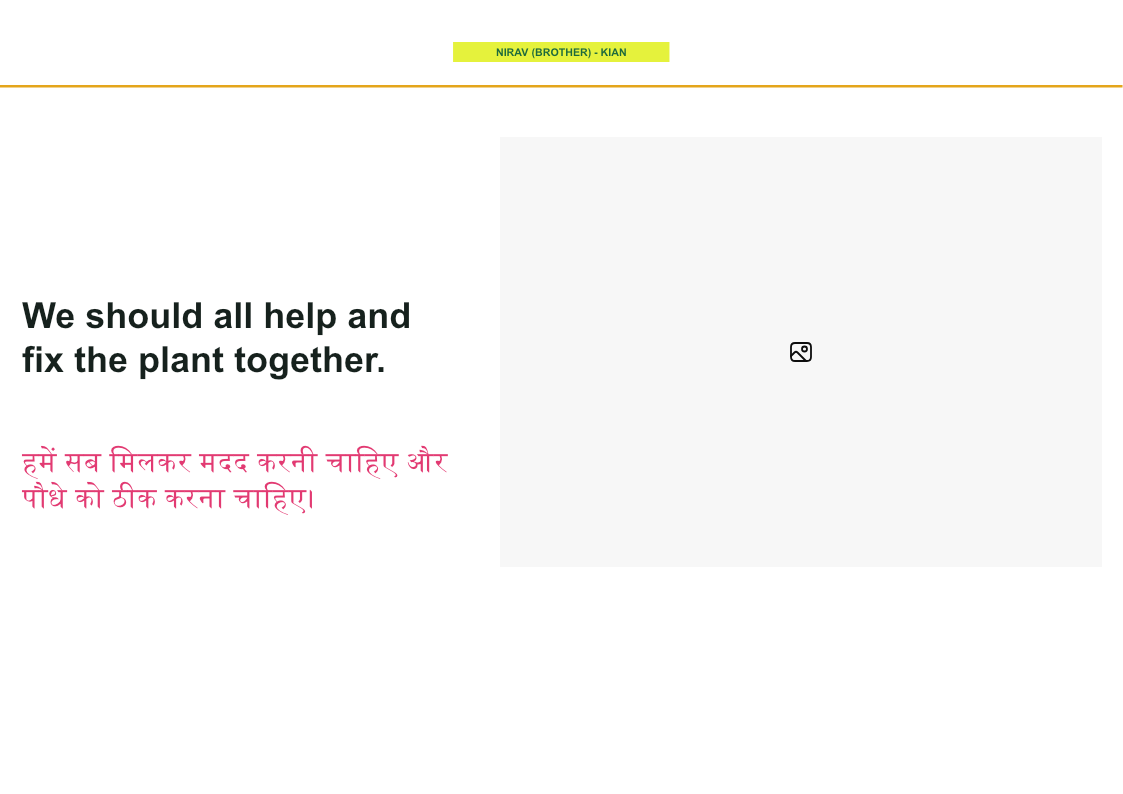 NIRAV (BROTHER) - KIAN
We should all help and
fix the plant together.
हमें सब मिलकर मदद करनी चाहिए और
पौधे को ठीक करना चाहिए।